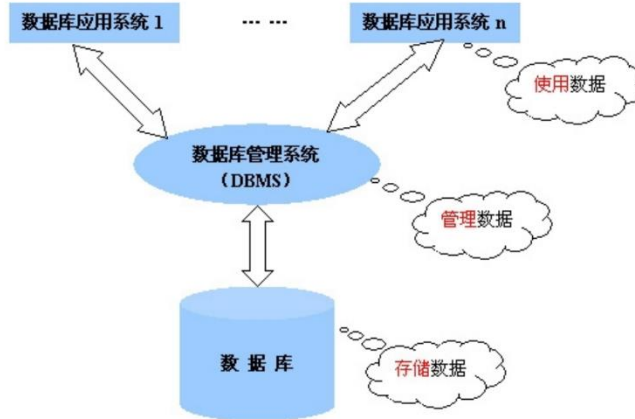 数据库应用系统 1
... ...
数据库应用系统 n
使用数据
数据库管理系统
(DBMS)
管理数据
数 据 库
存储数据